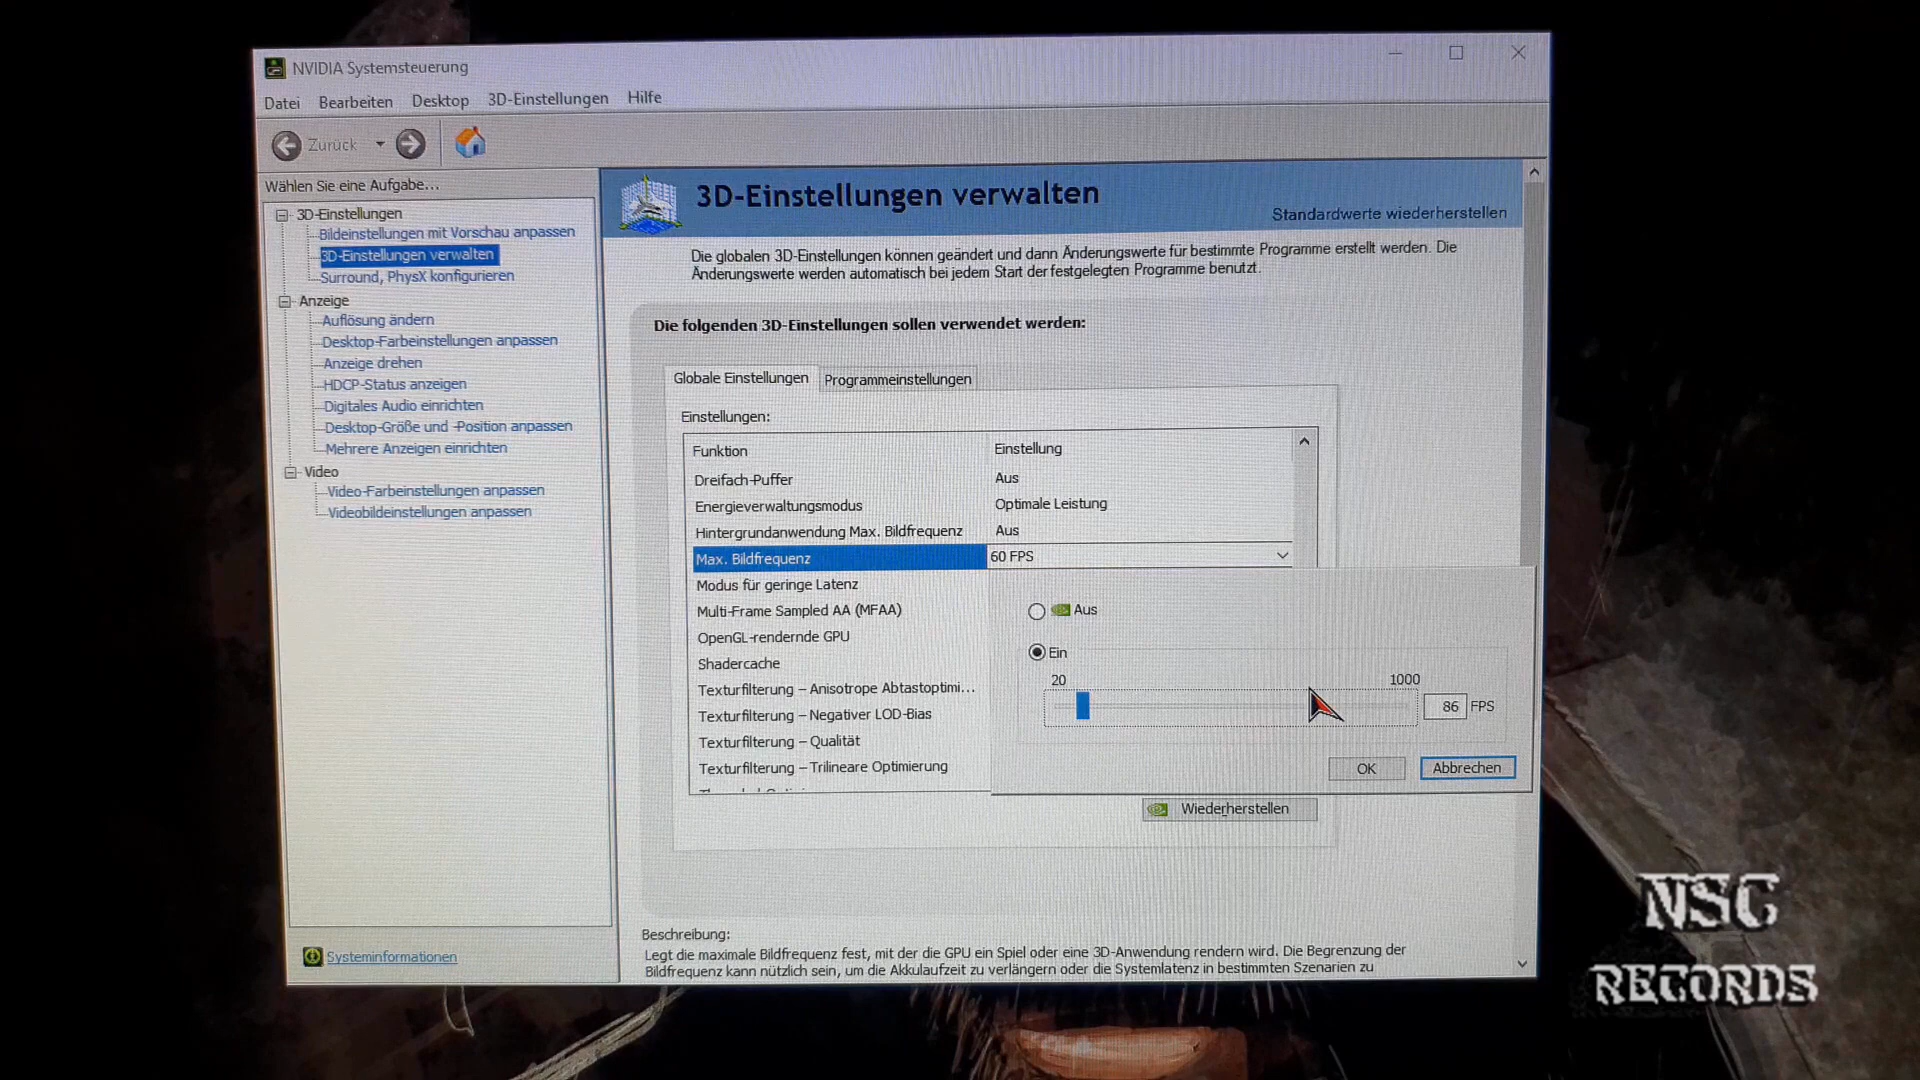 NVIDIA Systemsteuerung
Datei Bearbeiten Desktop 3D-Einstellungen Hilfe
Zurück
Wählen Sie eine Aufgabe...
3D-Einstellungen
Bildeinstellungen mit Vorschau anpassen
3D-Einstellungen verwalten
Surround, PhysX konfigurieren
Anzeige
Auflösung ändern
Desktop-Farbeinstellungen anpassen
Anzeige drehen
HDCP-Status anzeigen
Digitales Audio einrichten
Desktop-Größe und -Position anpassen
Mehrere Anzeigen einrichten
Video
Video-Farbeinstellungen anpassen
Videobildeinstellungen anpassen
Systeminformationen
3D-Einstellungen verwalten
Standardwerte wiederherstellen
Die globalen 3D-Einstellungen können geändert und dann Änderungswerte für bestimmte Programme erstellt werden. Die
Änderungswerte werden automatisch bei jedem Start der festgelegten Programme benutzt.
Die folgenden 3D-Einstellungen sollen verwendet werden:
Globale Einstellungen Programmeinstellungen
Einstellungen:
Funktion Einstellung
Dreifach-Puffer Aus
Energieverwaltungsmodus Optimale Leistung
Hintergrundanwendung Max. Bildfrequenz Aus
Max. Bildfrequenz 60 FPS
Modus für geringe Latenz
Multi-Frame Sampled AA (MFAA)
OpenGL-rendernde GPU
Shadercache
Texturfilterung – Anisotrope Abtastoptimi...
Texturfilterung – Negativer LOD-Bias
Texturfilterung – Qualität
Texturfilterung – Trilineare Optimierung
Aus
Ein
20 1000
86 FPS
OK Abbrechen
Wiederherstellen
Beschreibung:
Legt die maximale Bildfrequenz fest, mit der die GPU ein Spiel oder eine 3D-Anwendung rendern wird. Die Begrenzung der
Bildfrequenz kann nützlich sein, um die Akkulaufzeit zu verlängern oder die Systemlatenz in bestimmten Szenarien zu
NSC
RECORDS